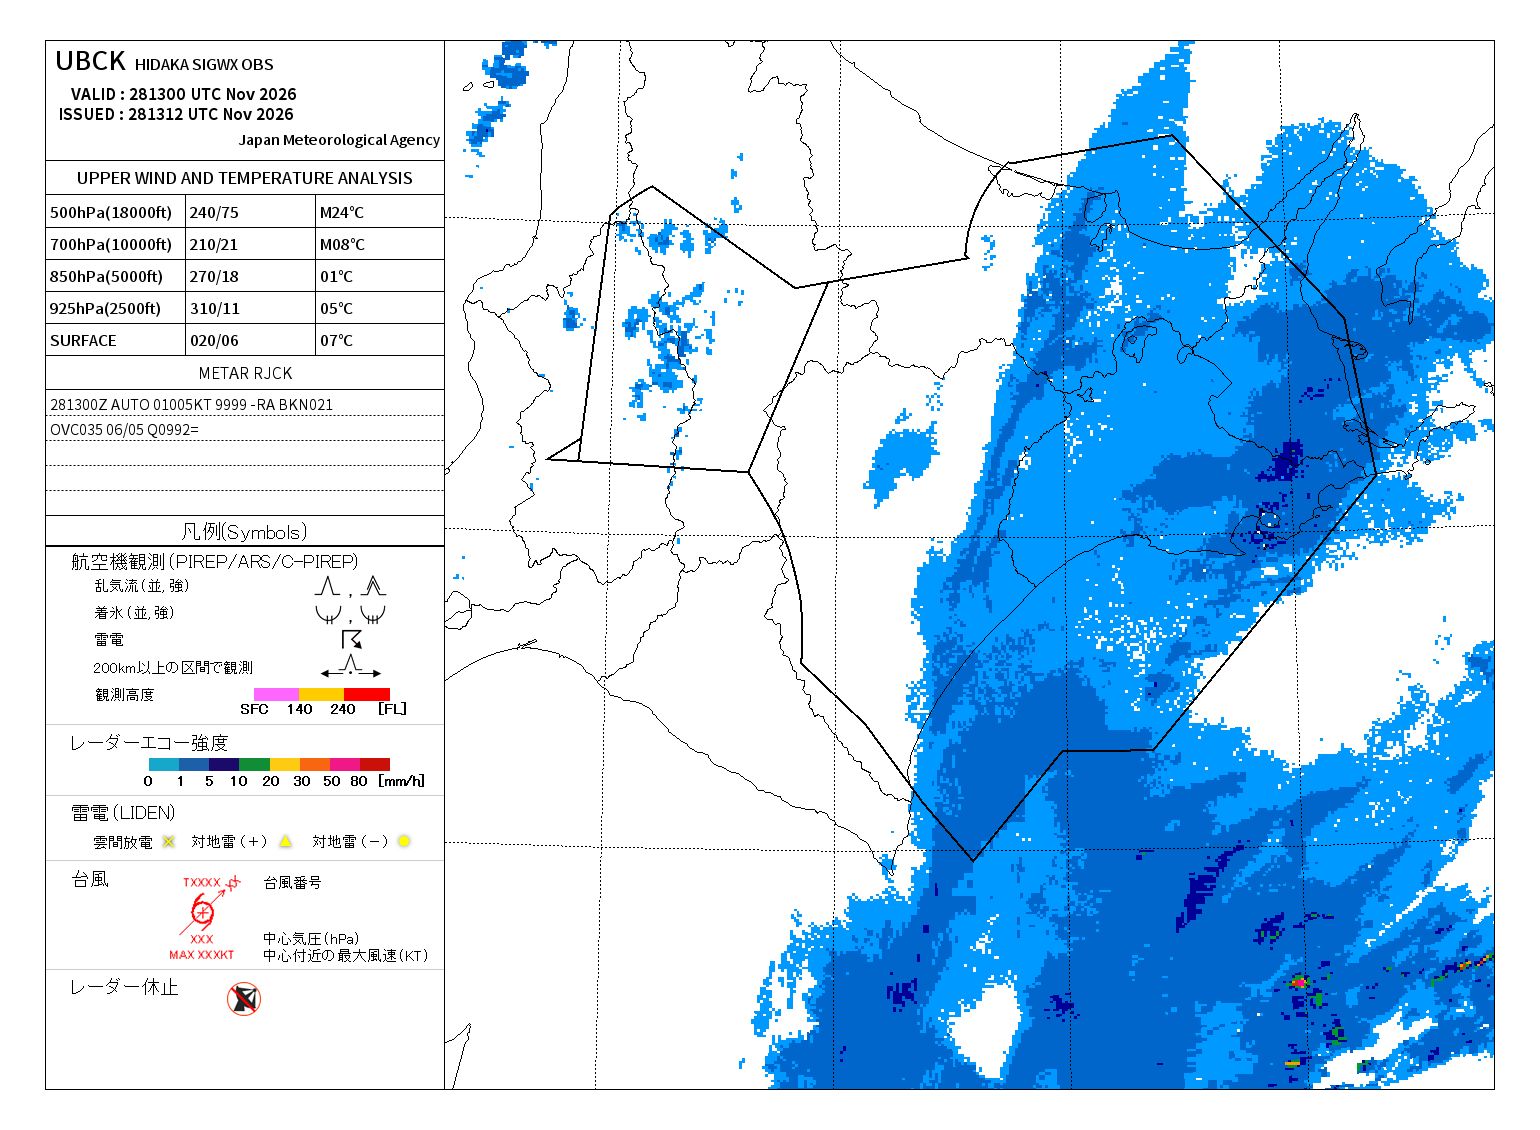 UBCK HIDAKA SIGWX OBS
VALID : 281300 UTC Nov 2026
ISSUED : 281312 UTC Nov 2026
Japan Meteorological Agency
UPPER WIND AND TEMPERATURE ANALYSIS
500hPa(18000ft) 240/75 M24℃
700hPa(10000ft) 210/21 M08℃
850hPa(5000ft) 270/18 01℃
925hPa(2500ft) 310/11 05℃
SURFACE 020/06 07℃
METAR RJCK
281300Z AUTO 01005KT 9999 -RA BKN021
OVC035 06/05 Q0992=
凡例(Symbols)
航空機観測(PIREP/ARS/C-PIREP)
乱気流(並, 強) ,
着氷(並, 強) ,
雷電
200km以上の区間で観測
観測高度
SFC 140 240 [FL]
レーダーエコー強度
0 1 5 10 20 30 50 80 [mm/h]
雷電(LIDEN)
雲間放電 対地雷(+) 対地雷(-)
台風
TXXXX 台風番号
XXX 中心気圧(hPa)
MAX XXXKT 中心付近の最大風速(KT)
レーダー休止